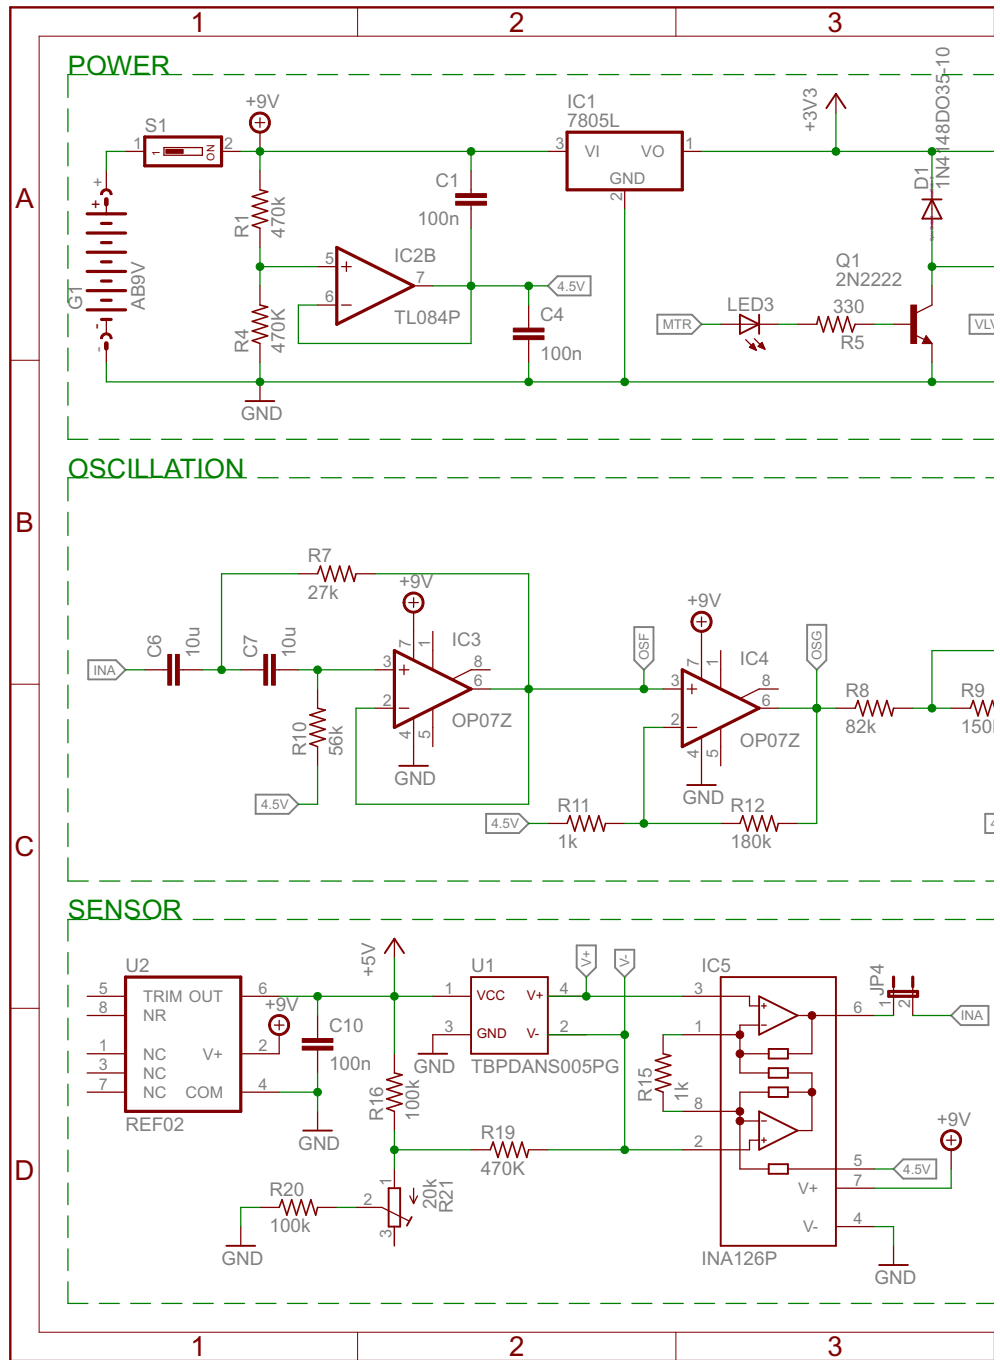 1 2 3
POWER
+9V
S1
1 2
1 ON
IC1
7805L
3 VI VO 1
GND
2
+3V3
D1
1N4148DO35-10
A
+
+
G1
AB9V
-
-
R1
470k
R4
470K
C1
100n
IC2B
5 +
6 −
7
TL084P
4.5V
C4
100n
MTR
LED3
330
R5
Q1
2N2222
VLV
GND
OSCILLATION
B
R7
27k
+9V
INA
C6
10u
C7
10u
IC3
7 1
3 +
2 −
8
6
4 5
OP07Z
GND
R10
56k
4.5V
OSF
+9V
IC4
7 1
3 +
2 −
8
6
4 5
OP07Z
GND
OSG
R8
82k
R9
150k
4.5V
R11
1k
R12
180k
C
SENSOR
U2
5 TRIM OUT 6
8 NR
1 NC V+ 2
3 NC
7 NC COM 4
REF02
+9V
C10
100n
GND
+5V
U1
1 VCC V+ 4
3 GND V- 2
TBPDANS005PG
GND
V+
V-
R16
100k
R19
470K
R20
100k
GND
1
2
3
20k
R21
IC5
3
1
8
2
R15
1k
6
5
7 V+
4 V-
INA126P
JP4
1
2
INA
+9V
4.5V
GND
D
1 2 3